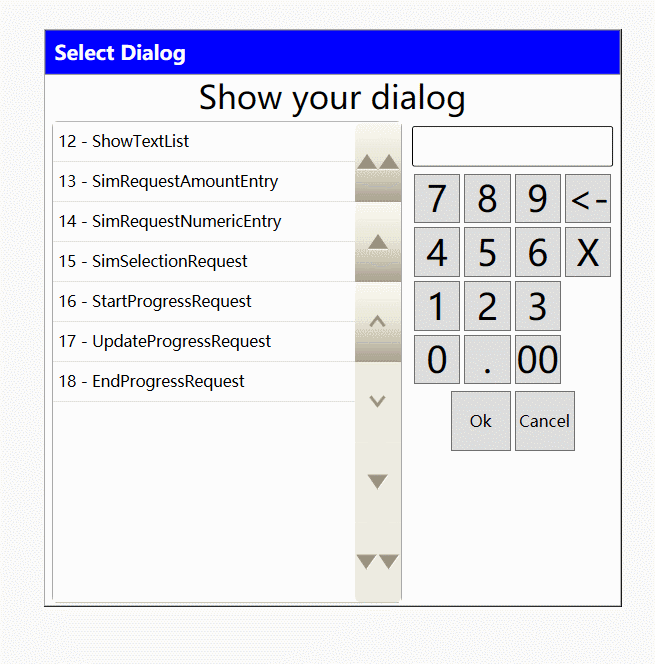 Select Dialog
Show your dialog
12 - ShowTextList
13 - SimRequestAmountEntry
14 - SimRequestNumericEntry
15 - SimSelectionRequest
16 - StartProgressRequest
17 - UpdateProgressRequest
18 - EndProgressRequest
7 8 9 <-
4 5 6 X
1 2 3
0 . 00
Ok Cancel